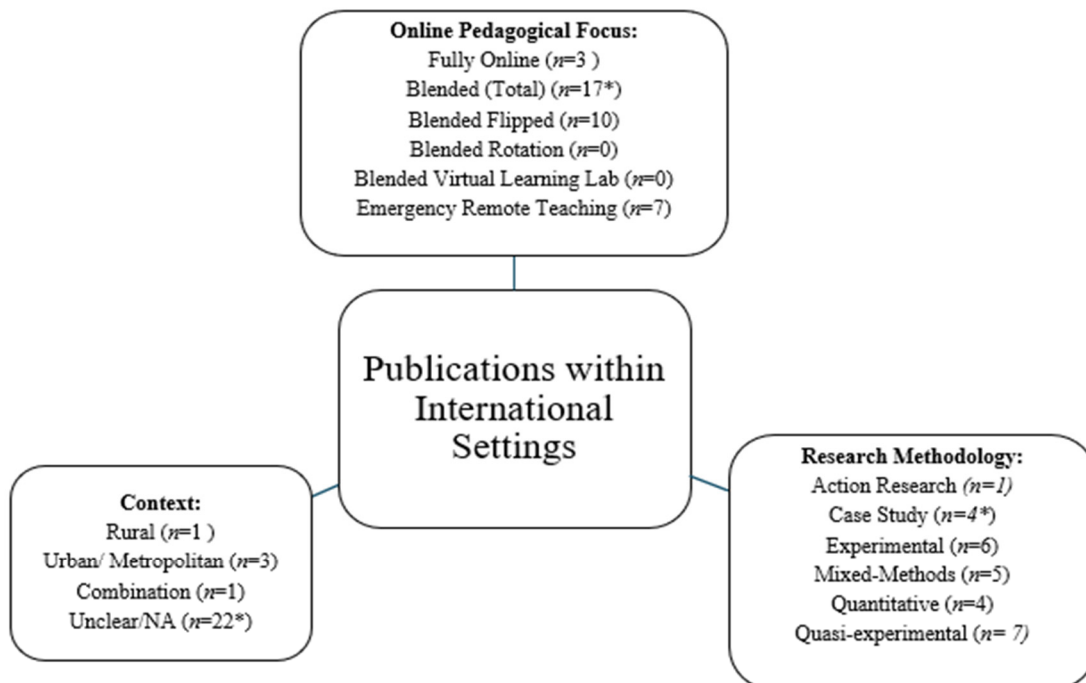 Online Pedagogical Focus:
Fully Online (n=3 )
Blended (Total) (n=17*)
Blended Flipped (n=10)
Blended Rotation (n=0)
Blended Virtual Learning Lab (n=0)
Emergency Remote Teaching (n=7)
Publications within
International
Settings
Context:
Rural (n=1 )
Urban/ Metropolitan (n=3)
Combination (n=1)
Unclear/NA (n=22*)
Research Methodology:
Action Research (n=1)
Case Study (n=4*)
Experimental (n=6)
Mixed-Methods (n=5)
Quantitative (n=4)
Quasi-experimental (n= 7)